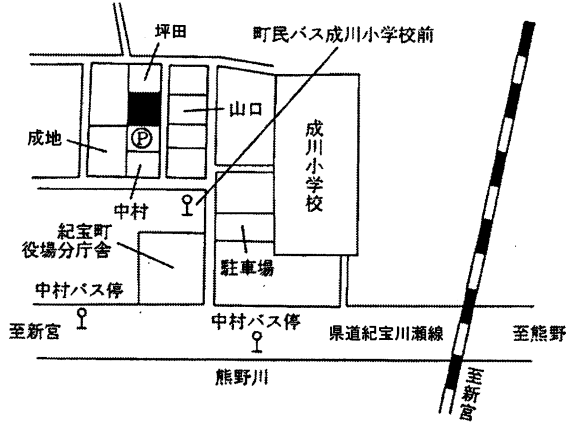 坪田
町民バス成川小学校前
山口
Ⓟ
成地
成川小学校
中村
紀宝町
役場分庁舎
駐車場
中村バス停
中村バス停
至新宮
県道紀宝川瀬線
至熊野
熊野川
至新宮